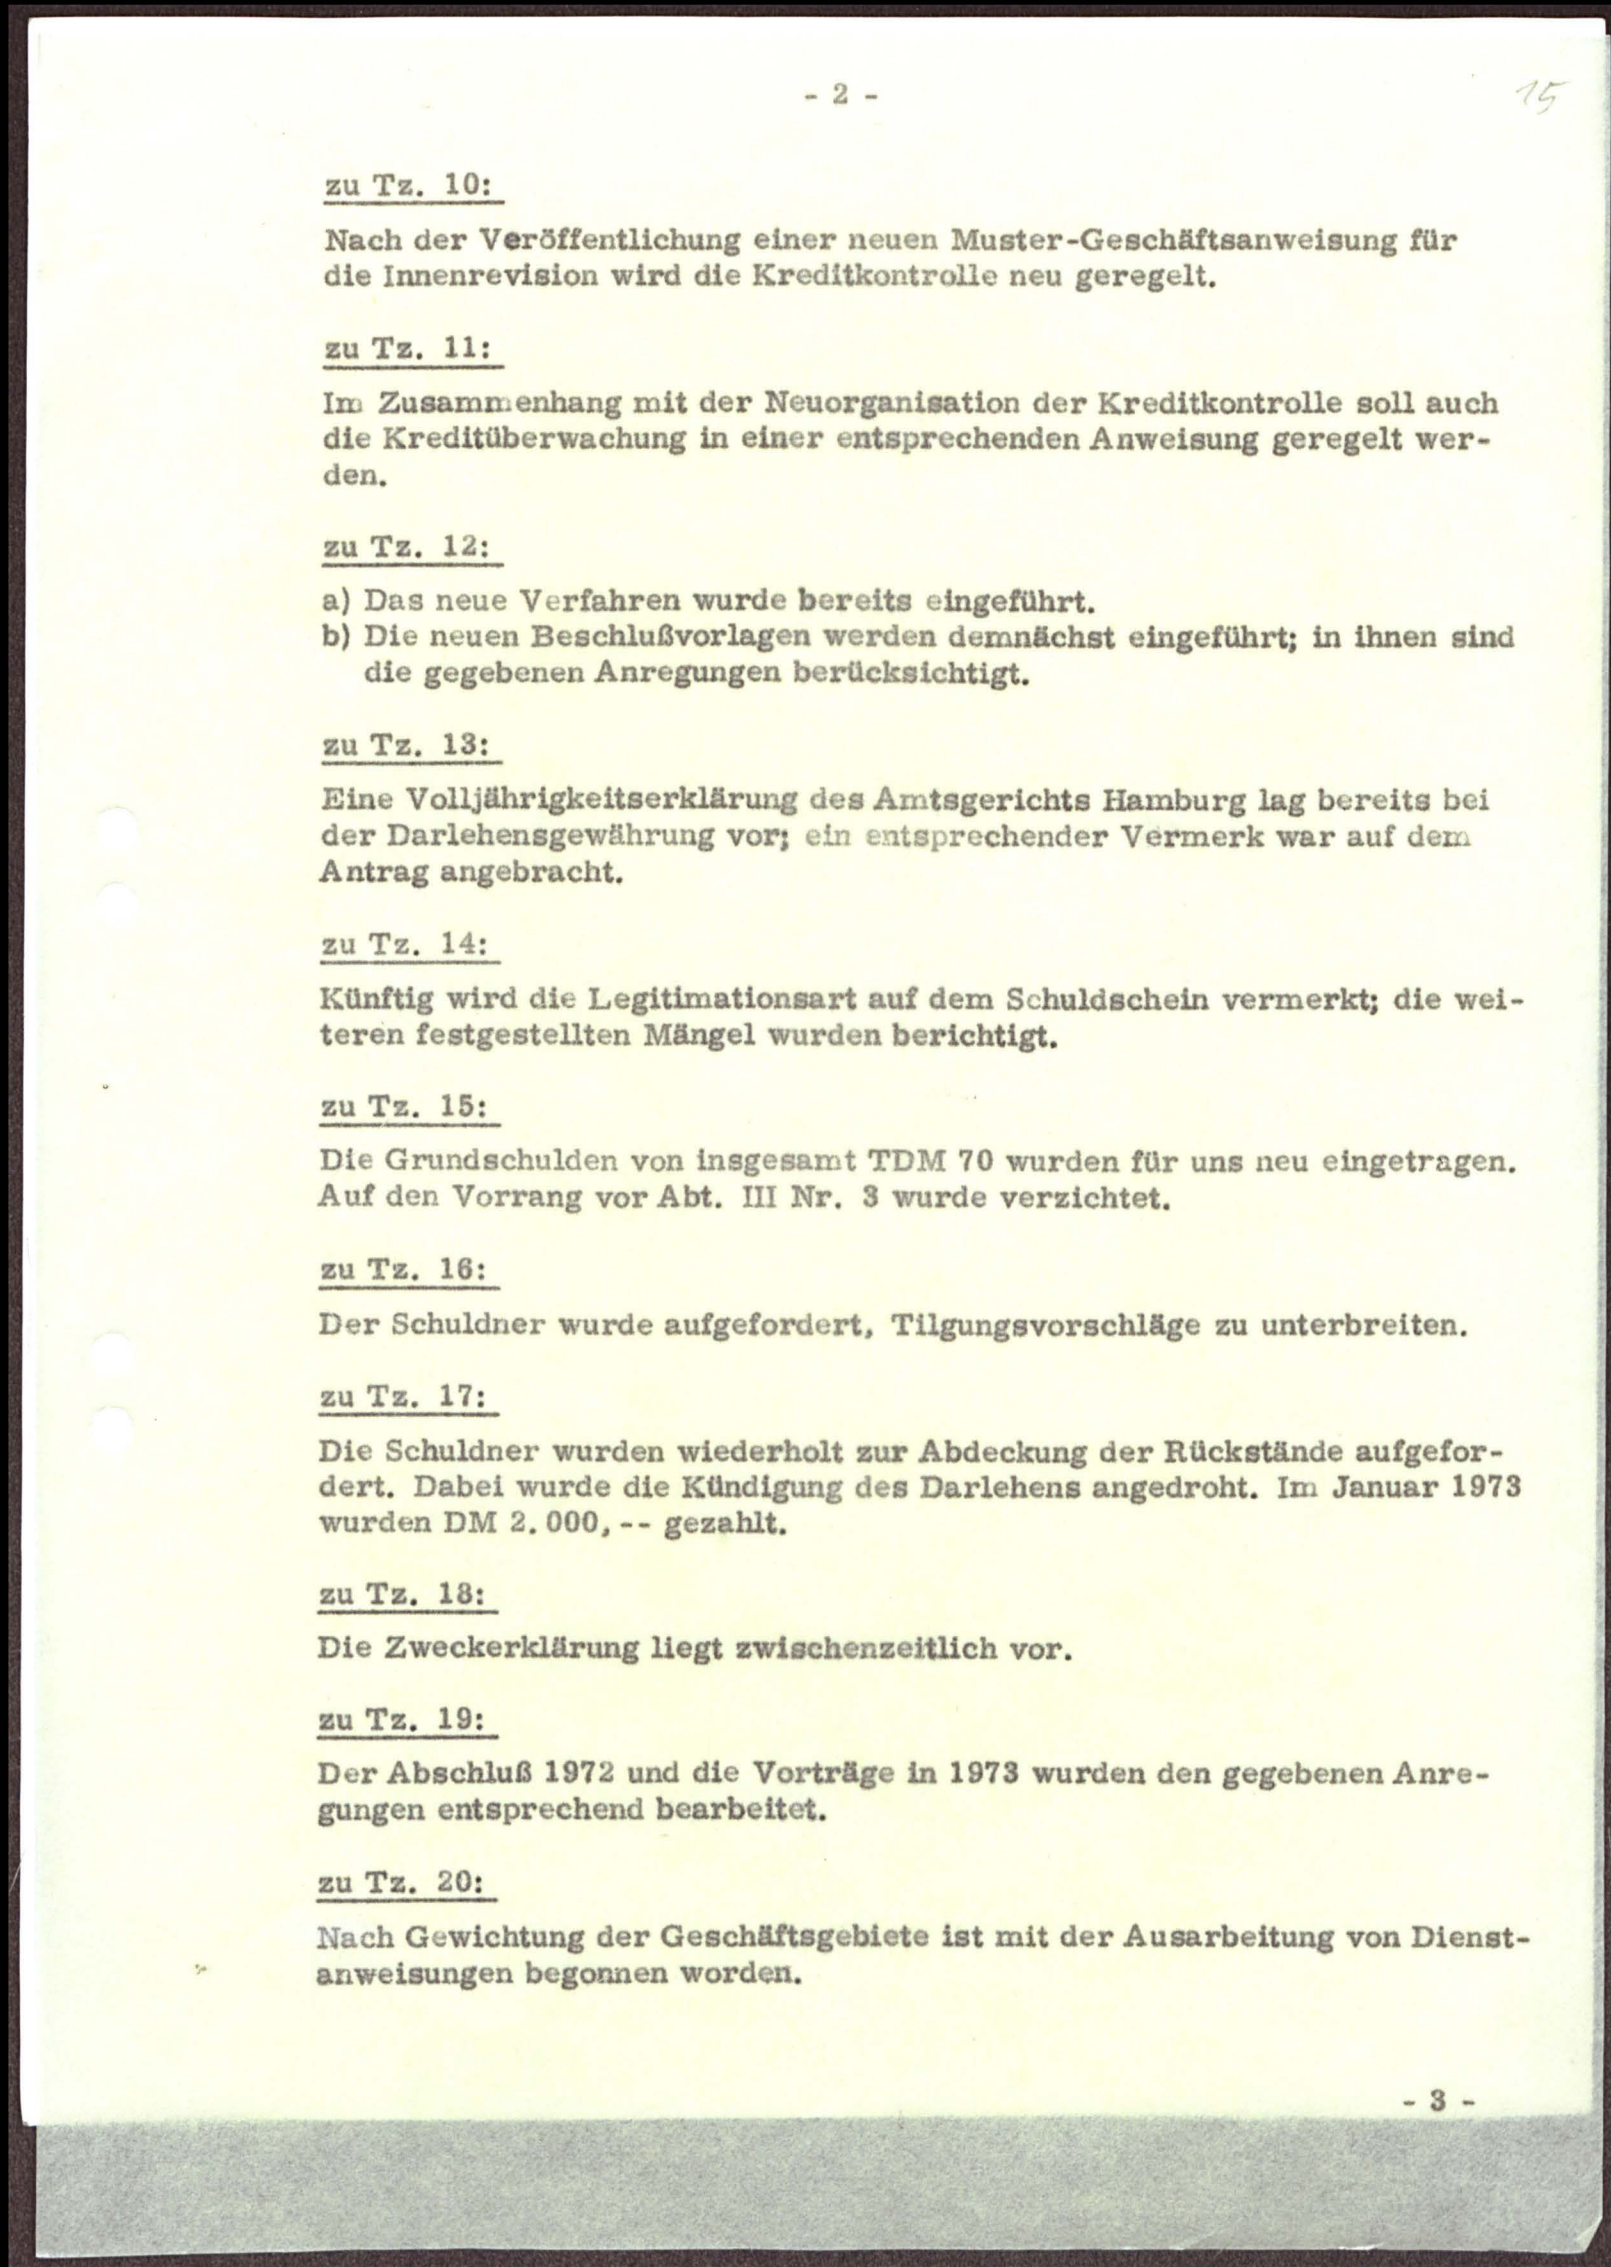 - 2 -
15
zu Tz. 10:
Nach der Veröffentlichung einer neuen Muster-Geschäftsanweisung für
die Innenrevision wird die Kreditkontrolle neu geregelt.
zu Tz. 11:
Im Zusammenhang mit der Neuorganisation der Kreditkontrolle soll auch
die Kreditüberwachung in einer entsprechenden Anweisung geregelt wer-
den.
zu Tz. 12:
a) Das neue Verfahren wurde bereits eingeführt.
b) Die neuen Beschlußvorlagen werden demnächst eingeführt; in ihnen sind
die gegebenen Anregungen berücksichtigt.
zu Tz. 13:
Eine Volljährigkeitserklärung des Amtsgerichts Hamburg lag bereits bei
der Darlehensgewährung vor; ein entsprechender Vermerk war auf dem
Antrag angebracht.
zu Tz. 14:
Künftig wird die Legitimationsart auf dem Schuldschein vermerkt; die wei-
teren festgestellten Mängel wurden berichtigt.
zu Tz. 15:
Die Grundschulden von insgesamt TDM 70 wurden für uns neu eingetragen.
Auf den Vorrang vor Abt. III Nr. 3 wurde verzichtet.
zu Tz. 16:
Der Schuldner wurde aufgefordert, Tilgungsvorschläge zu unterbreiten.
zu Tz. 17:
Die Schuldner wurden wiederholt zur Abdeckung der Rückstände aufgefor-
dert. Dabei wurde die Kündigung des Darlehens angedroht. Im Januar 1973
wurden DM 2.000,-- gezahlt.
zu Tz. 18:
Die Zweckerklärung liegt zwischenzeitlich vor.
zu Tz. 19:
Der Abschluß 1972 und die Vorträge in 1973 wurden den gegebenen Anre-
gungen entsprechend bearbeitet.
zu Tz. 20:
Nach Gewichtung der Geschäftsgebiete ist mit der Ausarbeitung von Dienst-
anweisungen begonnen worden.
- 3 -